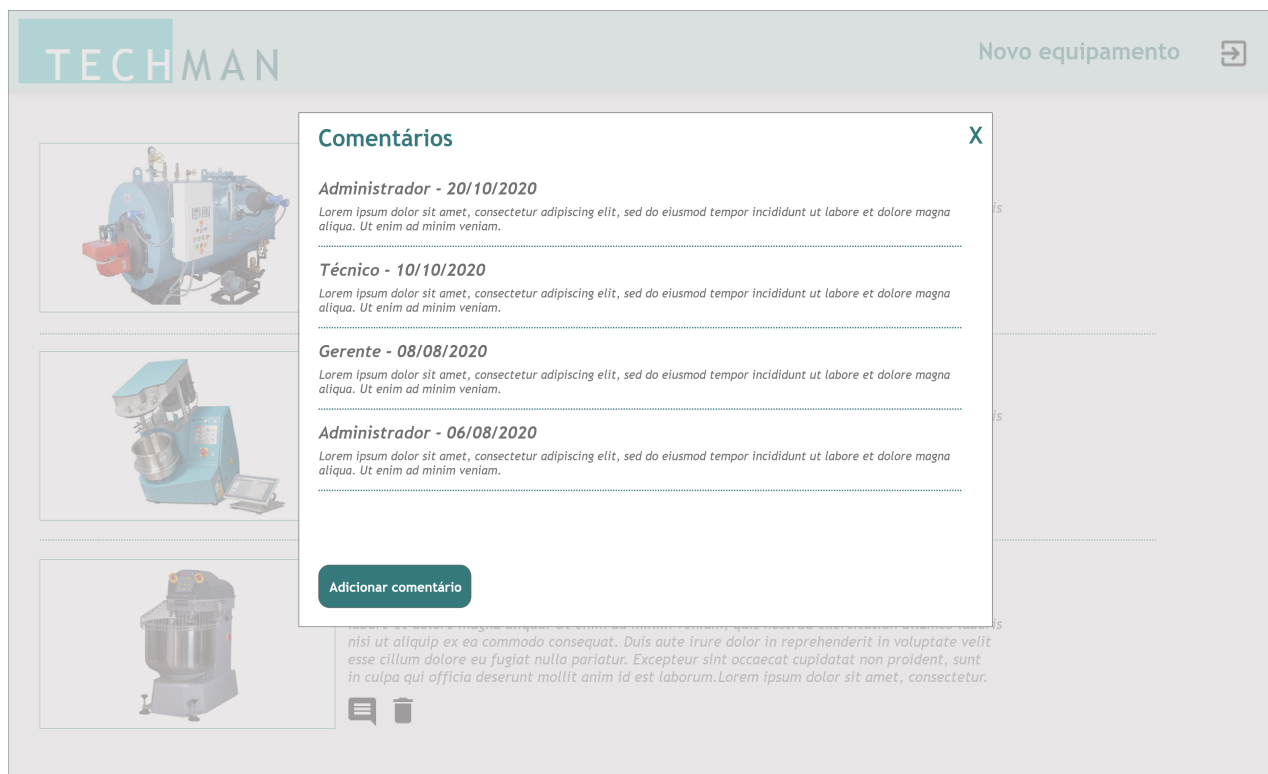 TECHMAN
Novo equipamento
Comentários
X
Administrador - 20/10/2020
Lorem ipsum dolor sit amet, consectetur adipiscing elit, sed do eiusmod tempor incididunt ut labore et dolore magna
aliqua. Ut enim ad minim veniam.
Técnico - 10/10/2020
Lorem ipsum dolor sit amet, consectetur adipiscing elit, sed do eiusmod tempor incididunt ut labore et dolore magna
aliqua. Ut enim ad minim veniam.
Gerente - 08/08/2020
Lorem ipsum dolor sit amet, consectetur adipiscing elit, sed do eiusmod tempor incididunt ut labore et dolore magna
aliqua. Ut enim ad minim veniam.
Administrador - 06/08/2020
Lorem ipsum dolor sit amet, consectetur adipiscing elit, sed do eiusmod tempor incididunt ut labore et dolore magna
aliqua. Ut enim ad minim veniam.
Adicionar comentário
nisi ut aliquip ex ea commodo consequat. Duis aute irure dolor in reprehenderit in voluptate velit
esse cillum dolore eu fugiat nulla pariatur. Excepteur sint occaecat cupidatat non proident, sunt
in culpa qui officia deserunt mollit anim id est laborum.Lorem ipsum dolor sit amet, consectetur.